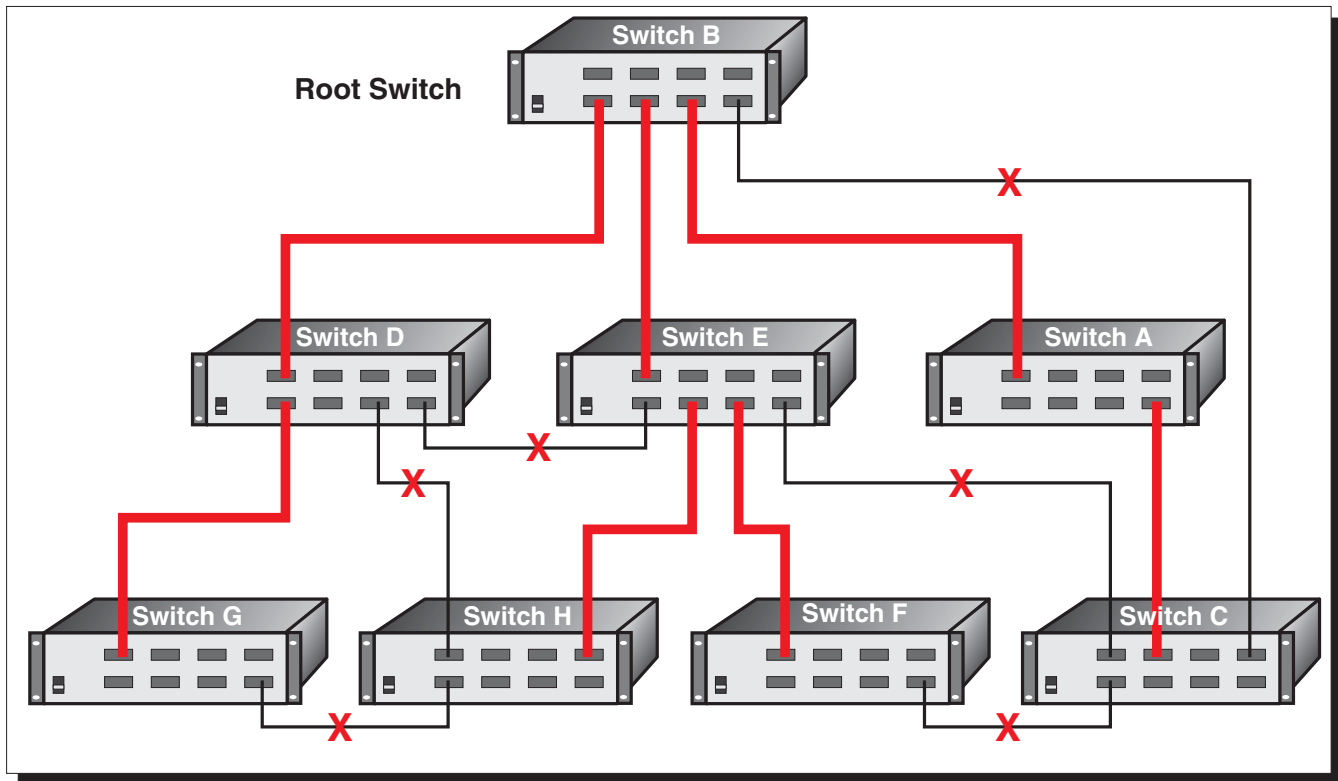 Switch B
Root Switch
X
Switch D
Switch E
Switch A
X
X
X
Switch G
Switch H
Switch F
Switch C
X
X